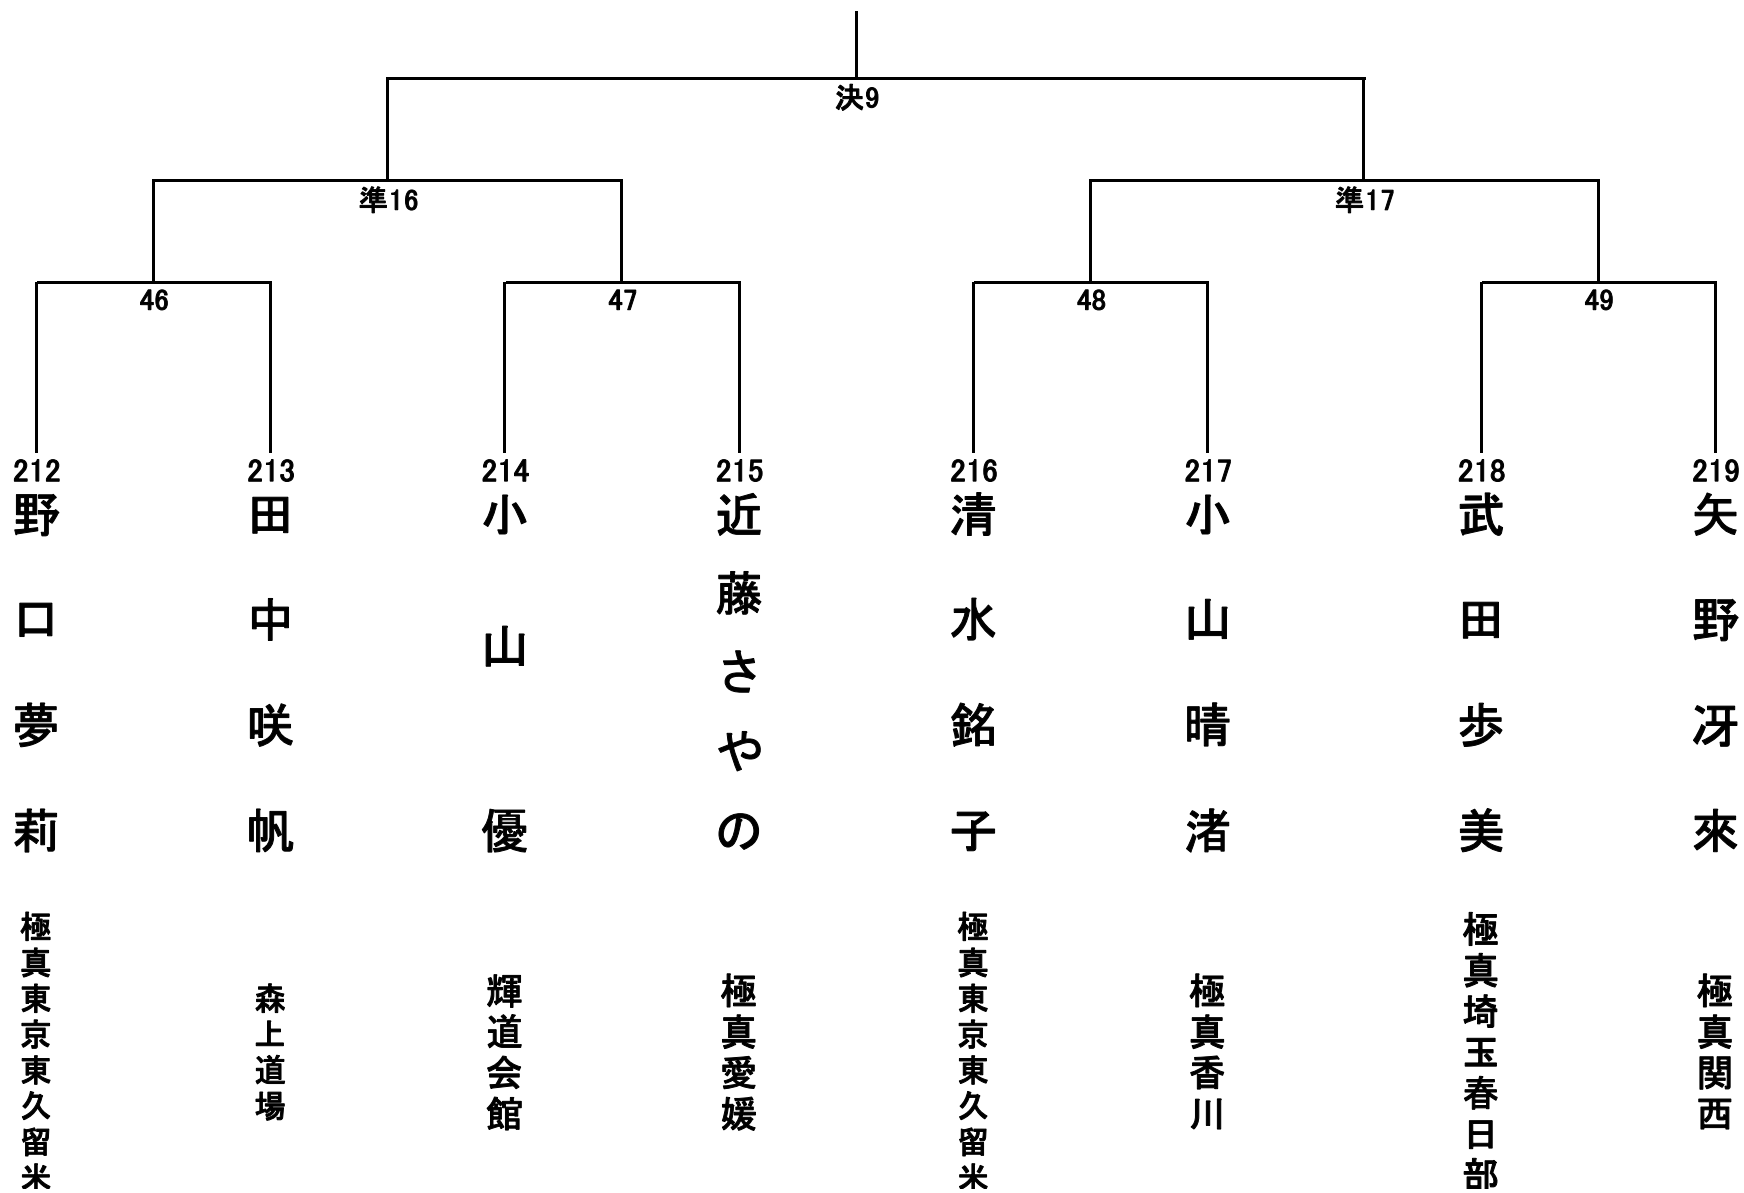 決9
準16
準17
46
47
48
49
212
213
214
215
216
217
218
219
野口夢莉
田中咲帆
小山優
近藤さやの
清水銘子
小山晴渚
武田歩美
矢野冴來
極真東京東久留米
森上道場
輝道会館
極真愛媛
極真東京東久留米
極真香川
極真埼玉春日部
極真関西